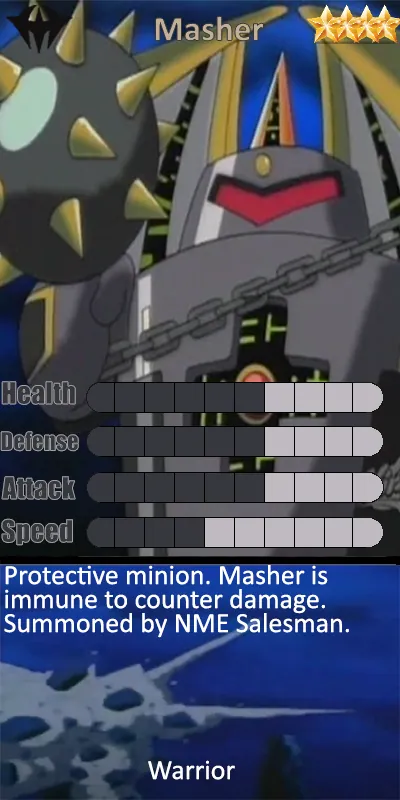 Masher
Health
Defense
Attack
Speed
Protective minion. Masher is
immune to counter damage.
Summoned by NME Salesman.
Warrior